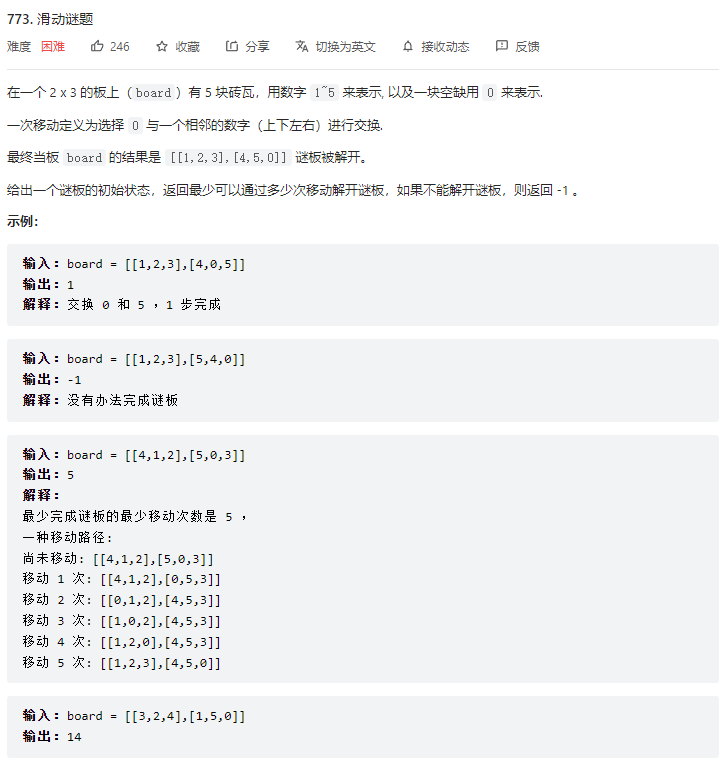 773. 滑动谜题
难度 困难 246 收藏 分享 切换为英文 接收动态 反馈
在一个 2 x 3 的板上（board）有 5 块砖瓦，用数字 1~5 来表示, 以及一块空缺用 0 来表示.
一次移动定义为选择 0 与一个相邻的数字（上下左右）进行交换.
最终当板 board 的结果是 [[1,2,3],[4,5,0]] 谜板被解开。
给出一个谜板的初始状态，返回最少可以通过多少次移动解开谜板，如果不能解开谜板，则返回 -1 。
示例：
输入：board = [[1,2,3],[4,0,5]]
输出：1
解释：交换 0 和 5 ，1 步完成
输入：board = [[1,2,3],[5,4,0]]
输出：-1
解释：没有办法完成谜板
输入：board = [[4,1,2],[5,0,3]]
输出：5
解释：
最少完成谜板的最少移动次数是 5 ，
一种移动路径:
尚未移动: [[4,1,2],[5,0,3]]
移动 1 次: [[4,1,2],[0,5,3]]
移动 2 次: [[0,1,2],[4,5,3]]
移动 3 次: [[1,0,2],[4,5,3]]
移动 4 次: [[1,2,0],[4,5,3]]
移动 5 次: [[1,2,3],[4,5,0]]
输入：board = [[3,2,4],[1,5,0]]
输出：14